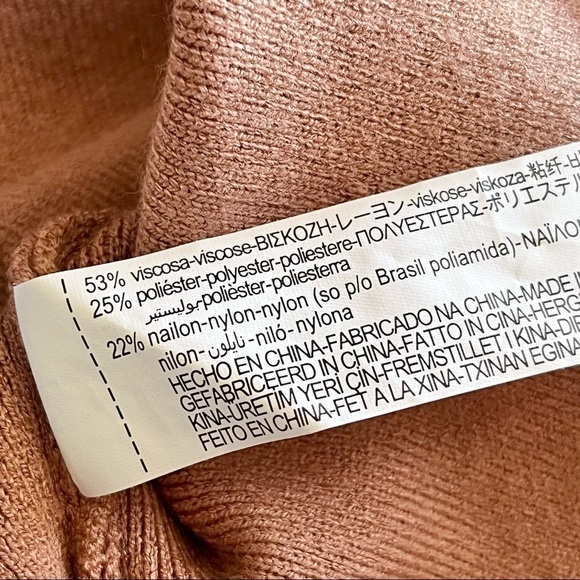 53% viscosa-viscose-ΒΙΣΚΟΖΗ-レーヨン-viskose-viskoza-粘纤-
25% poliéster-polyester-poliestere-ΠΟΛΥΕΣΤΕΡΑΣ-ポリエステル
بوليستير-polièster-poliesterra
22% nailon-nylon-nylon (so p/o Brasil poliamida)-ΝΑΪΛΟ
nilon-نايلون-niló-nylona
HECHO EN CHINA-FABRICADO NA CHINA-MADE IN
GEFABRICEERD IN CHINA-FATTO IN CINA-HERG
KINA-ÜRETİM YERİ ÇİN-FREMSTILLET I KINA-DI
FEITO EN CHINA-FET A LA XINA-TXINAN EGINA